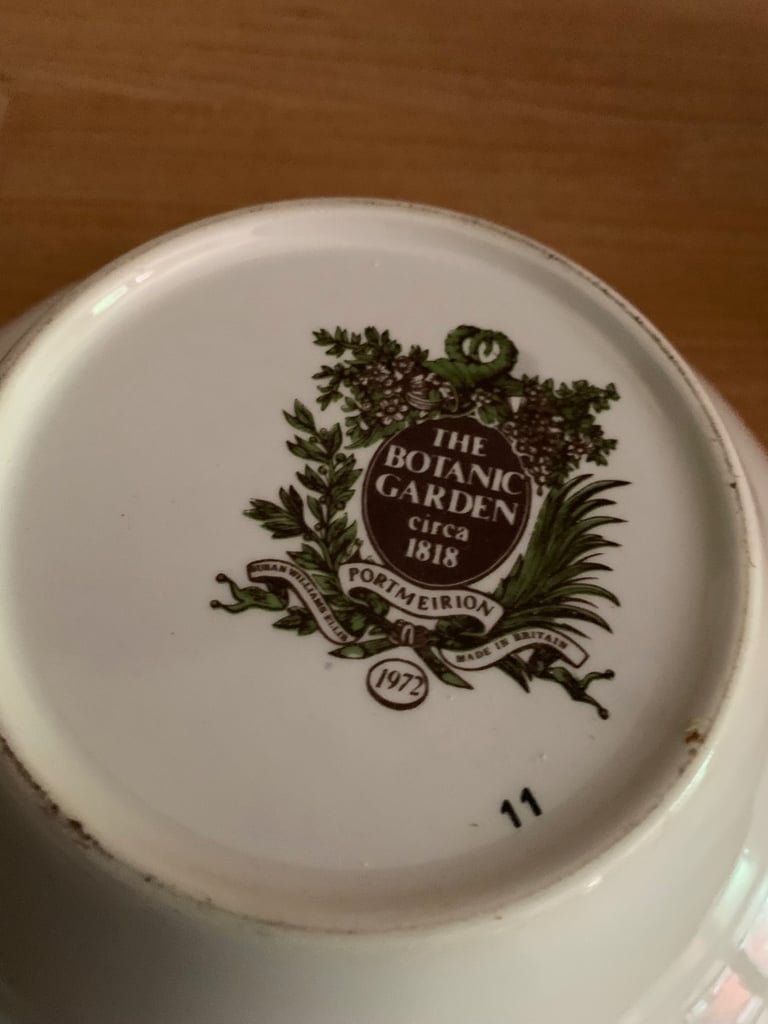 THE
BOTANIC
GARDEN
circa
1818
SUSAN WILLIAMS ELLIS
PORTMEIRION
MADE IN BRITAIN
1972
11